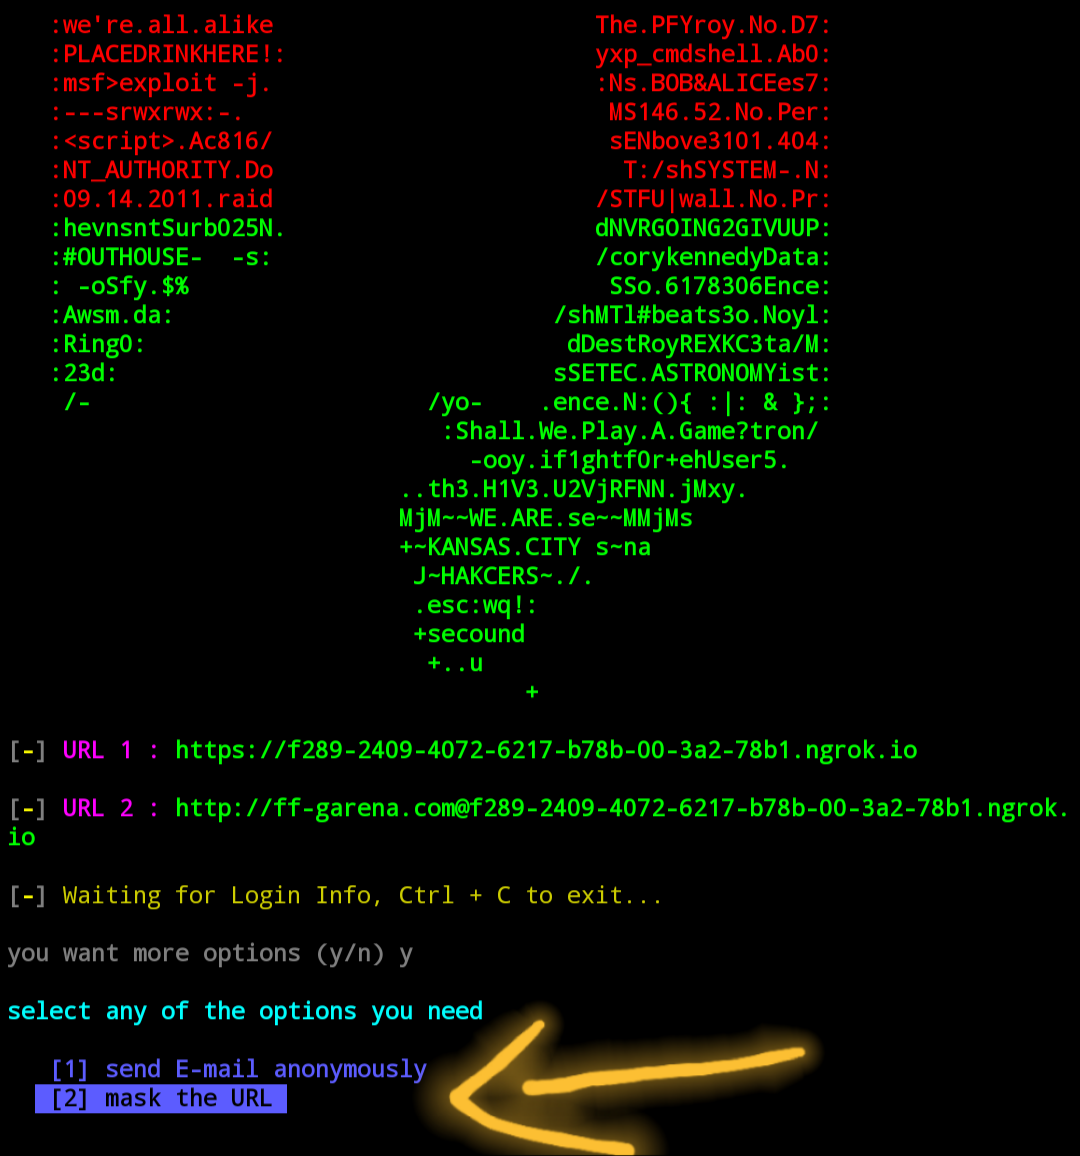 :we're.all.alike The.PFYroy.No.D7:
:PLACEDRINKHERE!: yxp_cmdshell.Ab0:
:msf>exploit -j. :Ns.BOB&ALICEes7:
:---srwxrwx:-. MS146.52.No.Per:
:<script>.Ac816/ sENbove3101.404:
:NT_AUTHORITY.Do T:/shSYSTEM-.N:
:09.14.2011.raid /STFU|wall.No.Pr:
:hevnsntSurb025N. dNVRGOING2GIVUUP:
:#OUTHOUSE- -s: /corykennedyData:
: -oSfy.$% SSo.6178306Ence:
:Awsm.da: /shMTl#beats3o.Noyl:
:Ring0: dDestRoyREXKC3ta/M:
:23d: sSETEC.ASTRONOMYist:
/- /yo- .ence.N:(){ :|: & };:
:Shall.We.Play.A.Game?tron/
-ooy.if1ghtf0r+ehUser5.
..th3.H1V3.U2VjRFNN.jMxy.
MjM~~WE.ARE.se~~MMjMs
+~KANSAS.CITY s~na
J~HAKCERS~./.
.esc:wq!:
+secound
+..u
+
[-] URL 1 : https://f289-2409-4072-6217-b78b-00-3a2-78b1.ngrok.io
[-] URL 2 : http://ff-garena.com@f289-2409-4072-6217-b78b-00-3a2-78b1.ngrok.
io
[-] Waiting for Login Info, Ctrl + C to exit...
you want more options (y/n) y
select any of the options you need
[1] send E-mail anonymously
[2] mask the URL